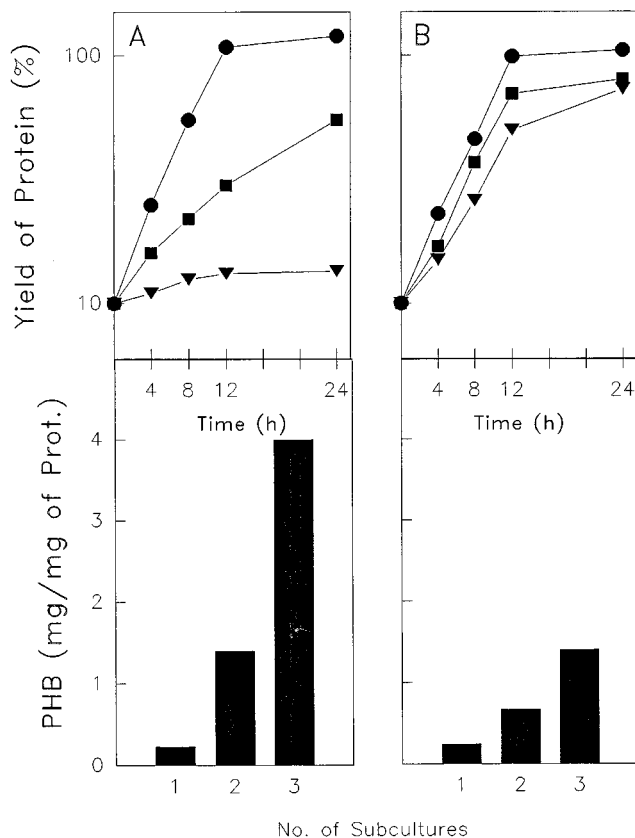 A
B
Yield of Protein (%)
100
10
4 8 12 24
4 8 12 24
Time (h)
Time (h)
PHB (mg/mg of Prot.)
4
3
2
1
0
1 2 3
1 2 3
No. of Subcultures